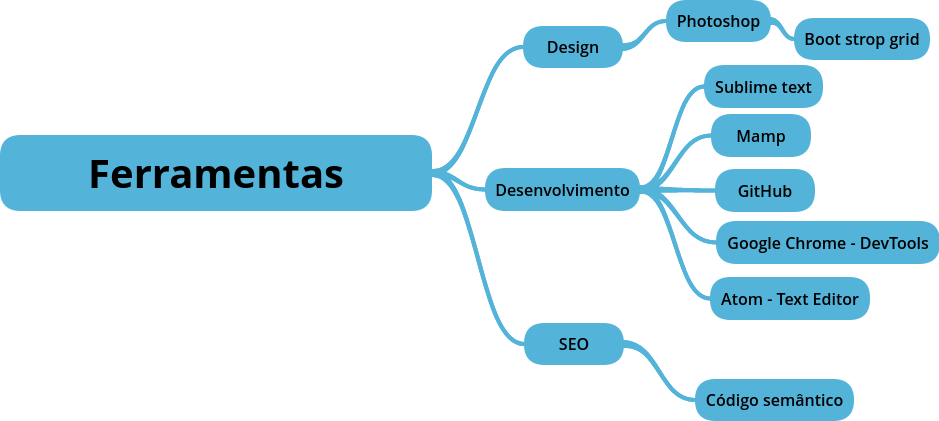 Ferramentas
Design
Photoshop
Boot strop grid
Desenvolvimento
Sublime text
Mamp
GitHub
Google Chrome - DevTools
Atom - Text Editor
SEO
Código semântico